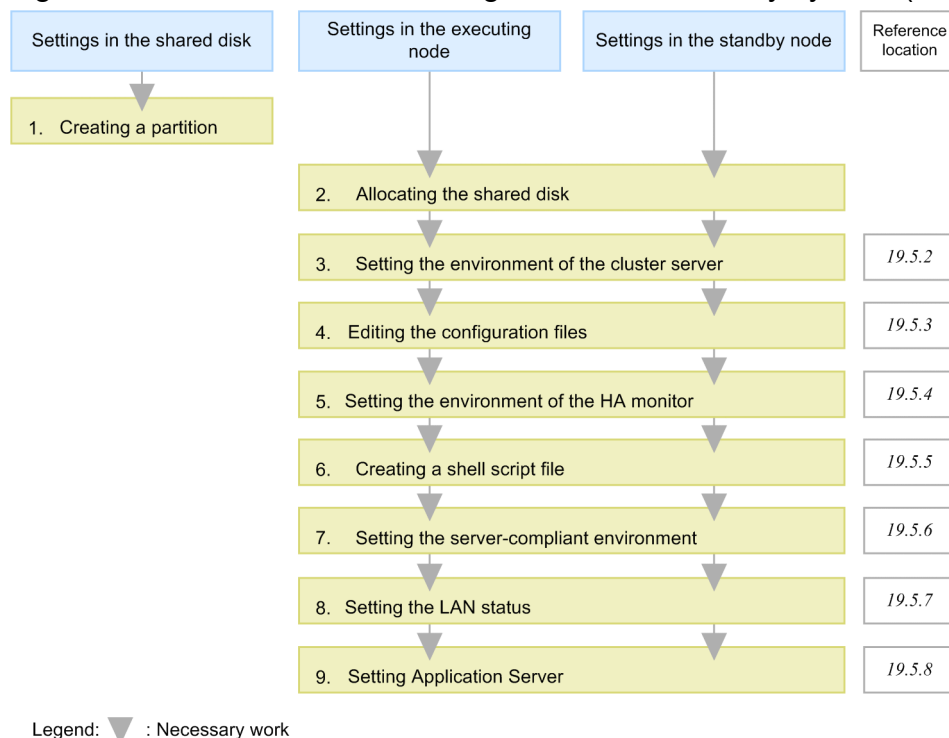 Settings in the shared disk
Settings in the executing
node
Settings in the standby node
Reference
location
1. Creating a partition
2. Allocating the shared disk
3. Setting the environment of the cluster server
19.5.2
4. Editing the configuration files
19.5.3
5. Setting the environment of the HA monitor
19.5.4
6. Creating a shell script file
19.5.5
7. Setting the server-compliant environment
19.5.6
8. Setting the LAN status
19.5.7
9. Setting Application Server
19.5.8
Legend: : Necessary work